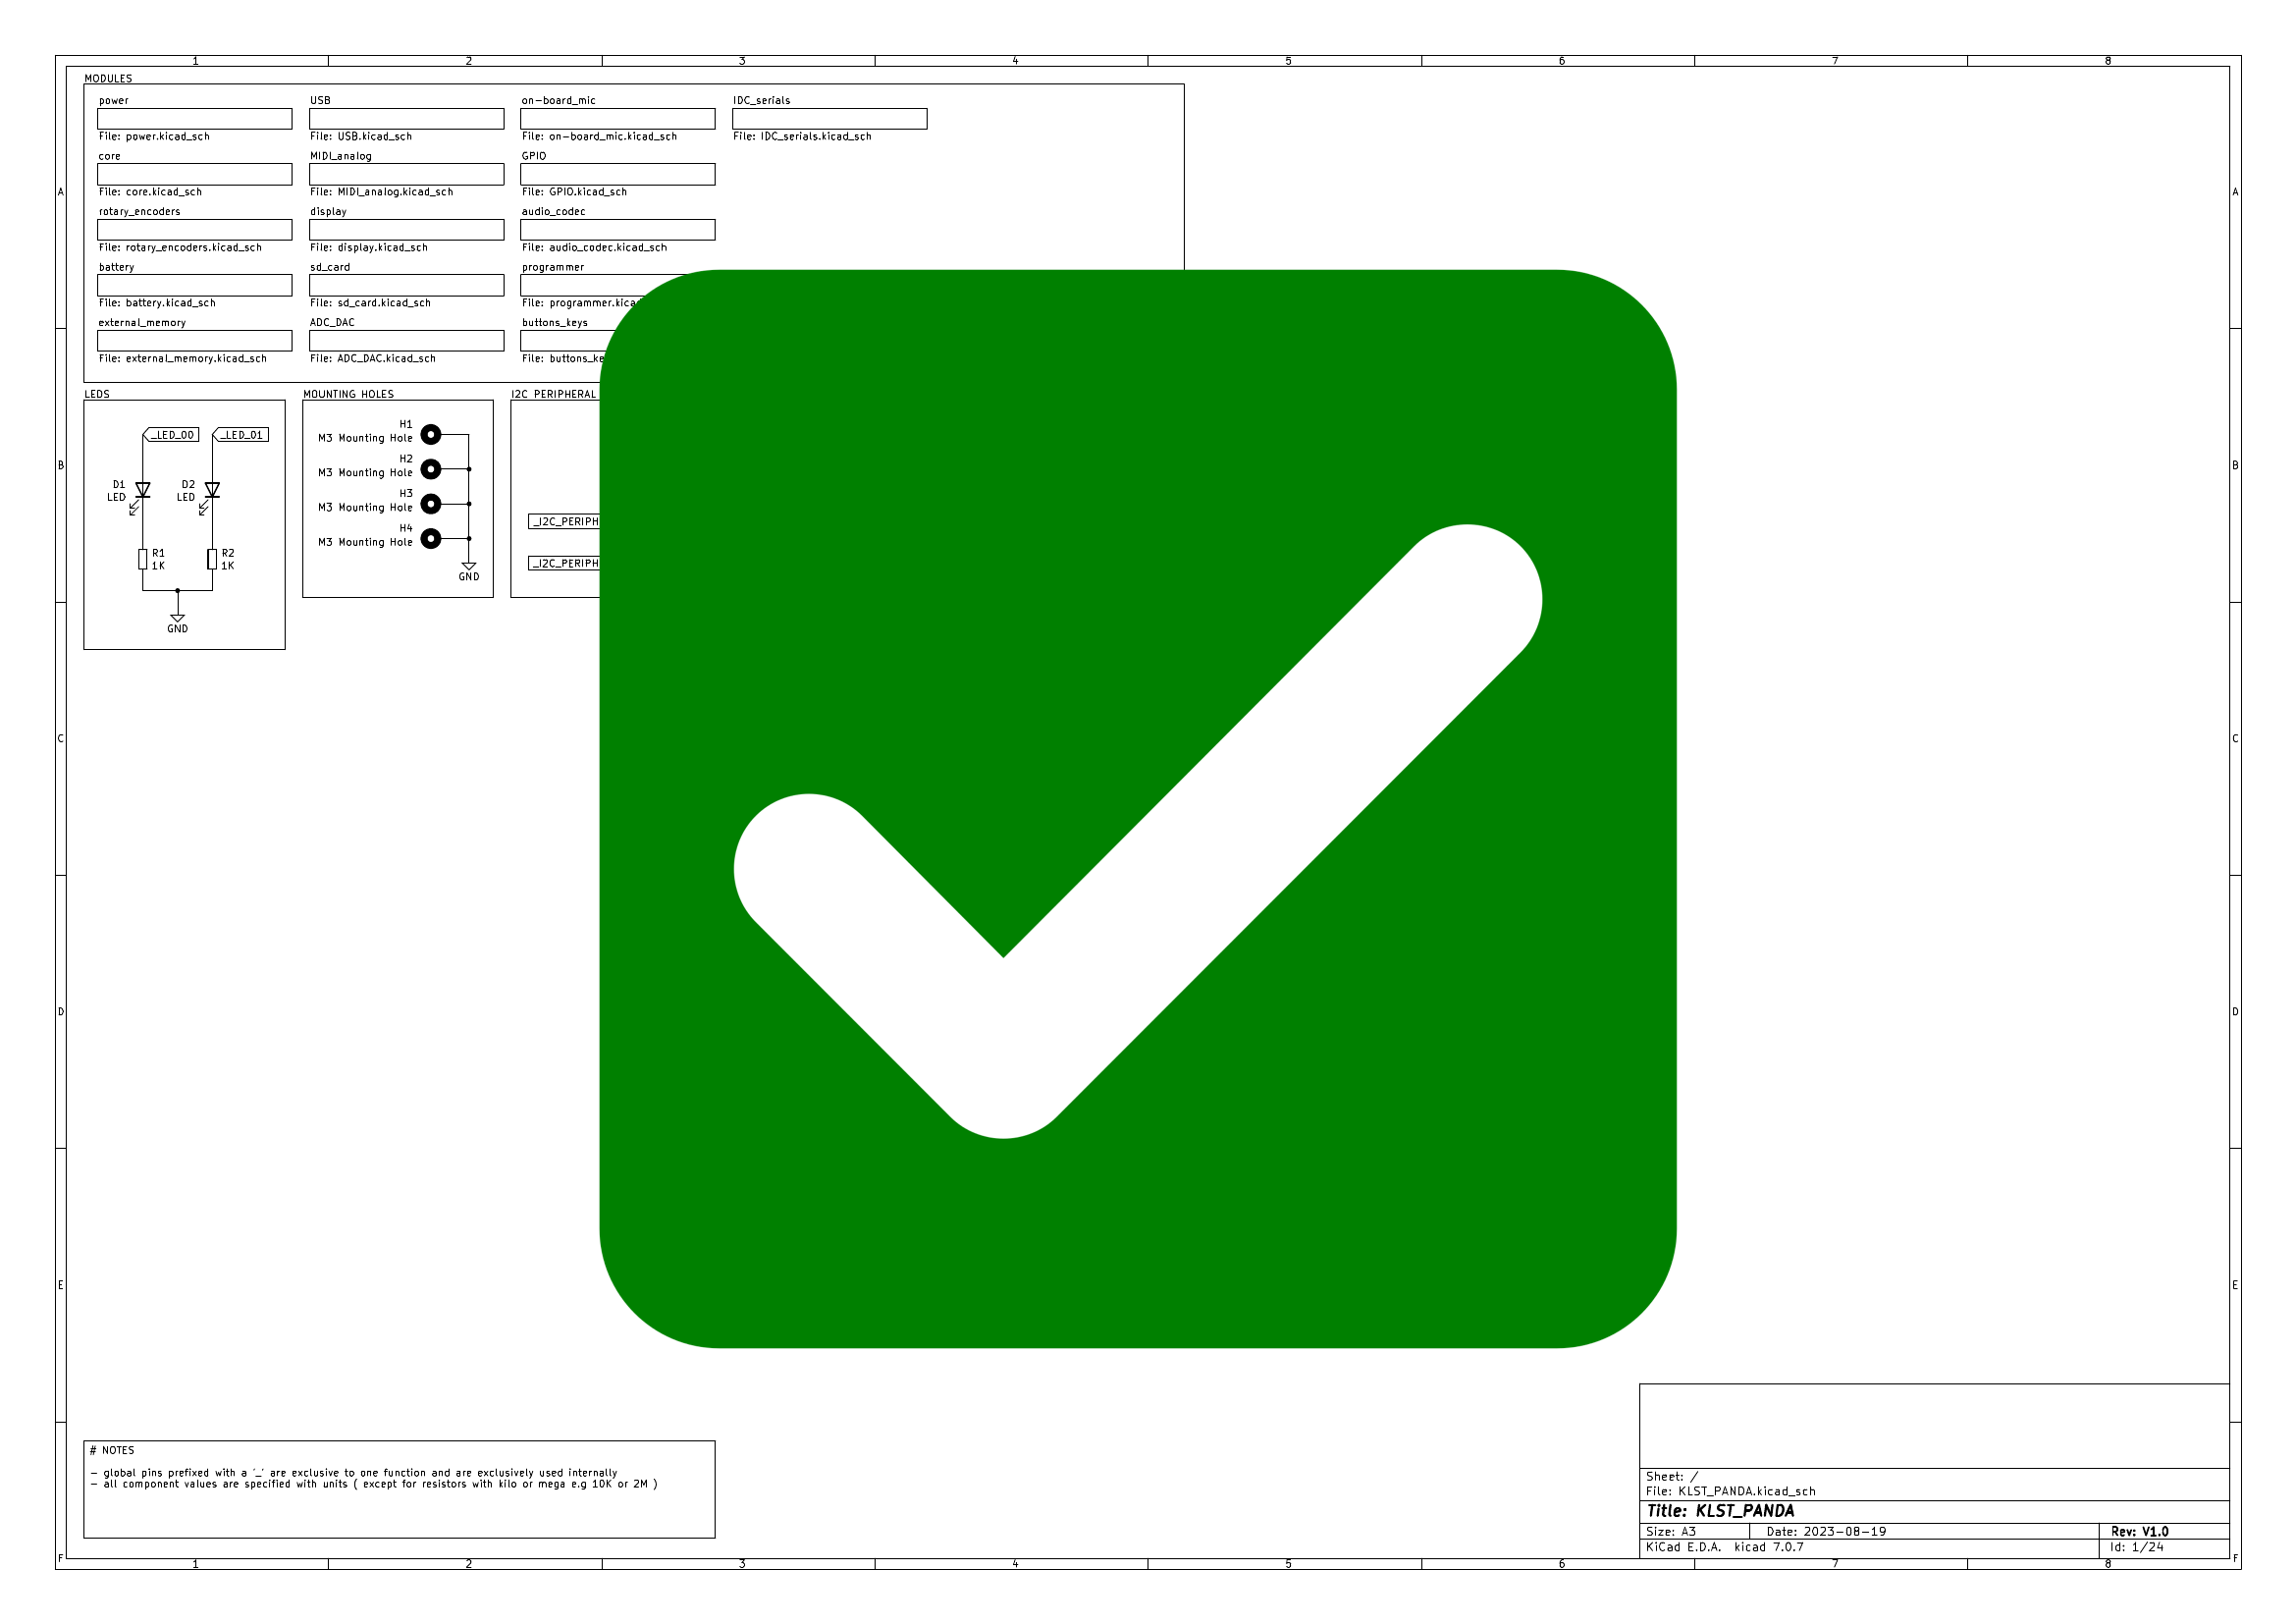 1 2 3 4 5 6 7 8
MODULES
power
File: power.kicad_sch
core
File: core.kicad_sch
rotary_encoders
File: rotary_encoders.kicad_sch
battery
File: battery.kicad_sch
external_memory
File: external_memory.kicad_sch
USB
File: USB.kicad_sch
MIDI_analog
File: MIDI_analog.kicad_sch
display
File: display.kicad_sch
sd_card
File: sd_card.kicad_sch
ADC_DAC
File: ADC_DAC.kicad_sch
on-board_mic
File: on-board_mic.kicad_sch
GPIO
File: GPIO.kicad_sch
audio_codec
File: audio_codec.kicad_sch
programmer
File: programmer.kica
buttons_keys
File: buttons_ke
IDC_serials
File: IDC_serials.kicad_sch
A A
B B
C C
D D
E E
F F
LEDS
_LED_00
_LED_01
D1
LED
D2
LED
R1
1K
R2
1K
GND
MOUNTING HOLES
H1
M3 Mounting Hole
H2
M3 Mounting Hole
H3
M3 Mounting Hole
H4
M3 Mounting Hole
GND
I2C PERIPHERAL
_I2C_PERIPH
_I2C_PERIPH
# NOTES
- global pins prefixed with a '_' are exclusive to one function and are exclusively used internally
- all component values are specified with units ( except for resistors with kilo or mega e.g 10K or 2M )
Sheet: /
File: KLST_PANDA.kicad_sch
Title: KLST_PANDA
Size: A3 Date: 2023-08-19 Rev: V1.0
KiCad E.D.A. kicad 7.0.7 Id: 1/24
1 2 3 4 5 6 7 8